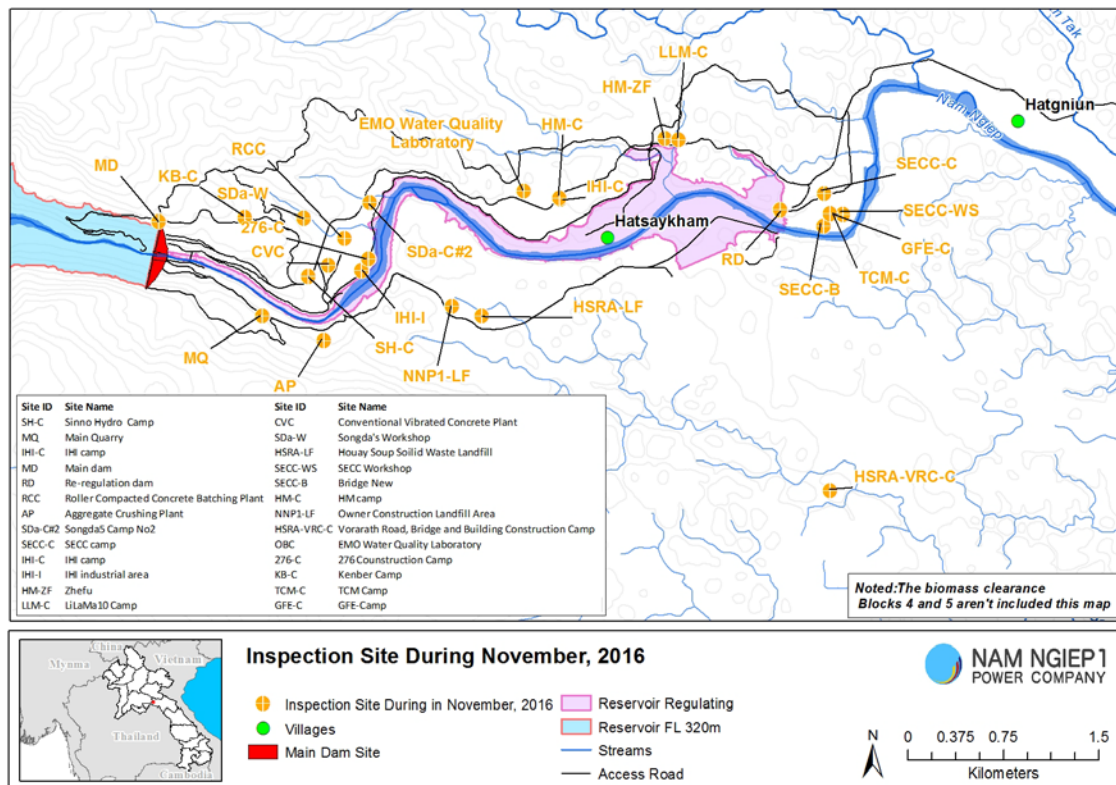 LLM-C
HM-ZF
EMO Water Quality
Laboratory
HM-C
Hatgniun
Nam Ngiep
RCC
MD
KB-C
SDa-W
276-C
CVC
IHI-C
SECC-C
Hatsaykham
SDa-C#2
SECC-WS
GFE-C
RD
TCM-C
SECC-B
IHI-I
HSRA-LF
SH-C
MQ
NNP1-LF
AP
HSRA-VRC-C
Site ID Site Name Site ID Site Name
SH-C Sinno Hydro Camp CVC Conventional Vibrated Concrete Plant
MQ Main Quarry SDa-W Songda's Workshop
IHI-C IHI camp HSRA-LF Houay Soup Soilid Waste Landfill
MD Main dam SECC-WS SECC Workshop
RD Re-regulation dam SECC-B Bridge New
RCC Roller Compacted Concrete Batching Plant HM-C HM camp
AP Aggregate Crushing Plant NNP1-LF Owner Construction Landfill Area
SDa-C#2 Songda5 Camp No2 HSRA-VRC-C Vorarath Road, Bridge and Building Construction Camp
SECC-C SECC camp OBC EMO Water Quality Laboratory
IHI-C IHI camp 276-C 276 Counstruction Camp
IHI-I IHI industrial area KB-C Kenber Camp
HM-ZF Zhefu TCM-C TCM Camp
LLM-C LiLaMa10 Camp GFE-C GFE-Camp
Noted:The biomass clearance
Blocks 4 and 5 aren't included this map
China
Mynma
Vietnam
Thailand
Cambodia
Inspection Site During November, 2016
Inspection Site During in November, 2016
Villages
Main Dam Site
Reservoir Regulating
Reservoir FL 320m
Streams
Access Road
NAM NGIEP1
POWER COMPANY
N
0 0.375 0.75 1.5
Kilometers